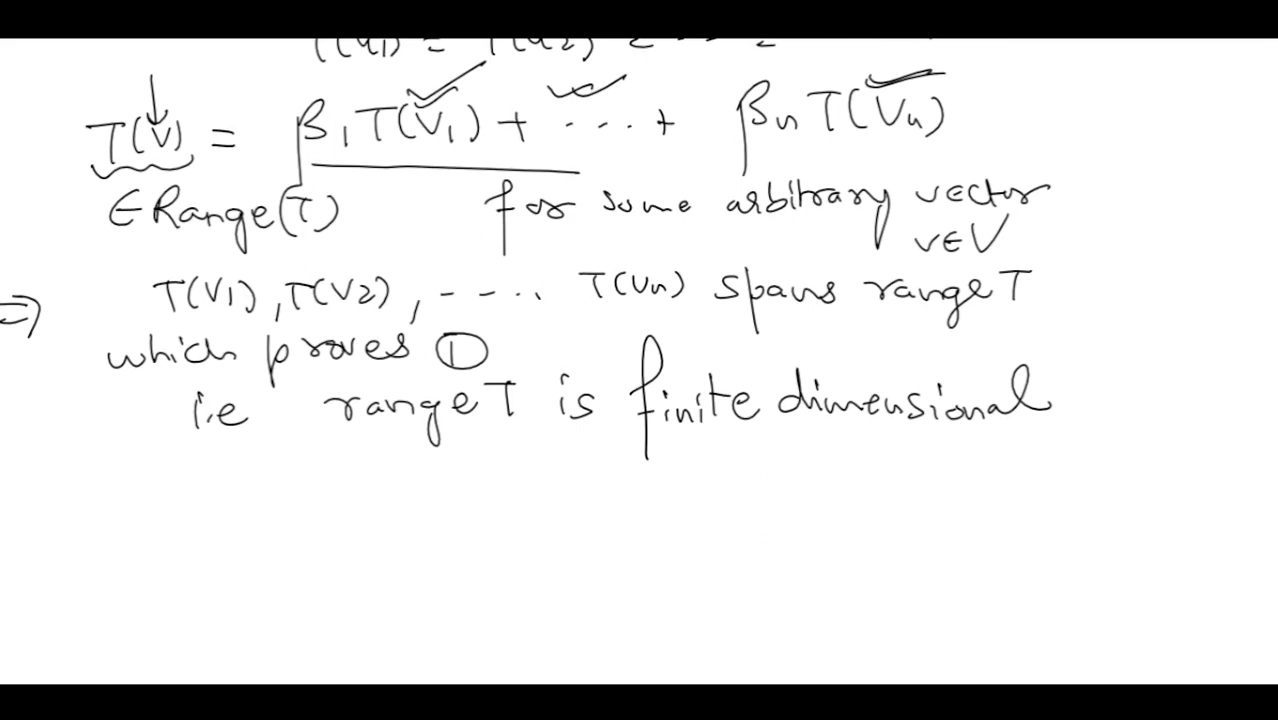 T(V) = β₁T(V₁) + ... + βₙT(Vₙ)
∈ Range(T) for some arbitrary vector
v∈V
⇒ T(V1), T(V2), ---.. T(Vn) spans range T
which proves ①
i.e range T is finite dimensional